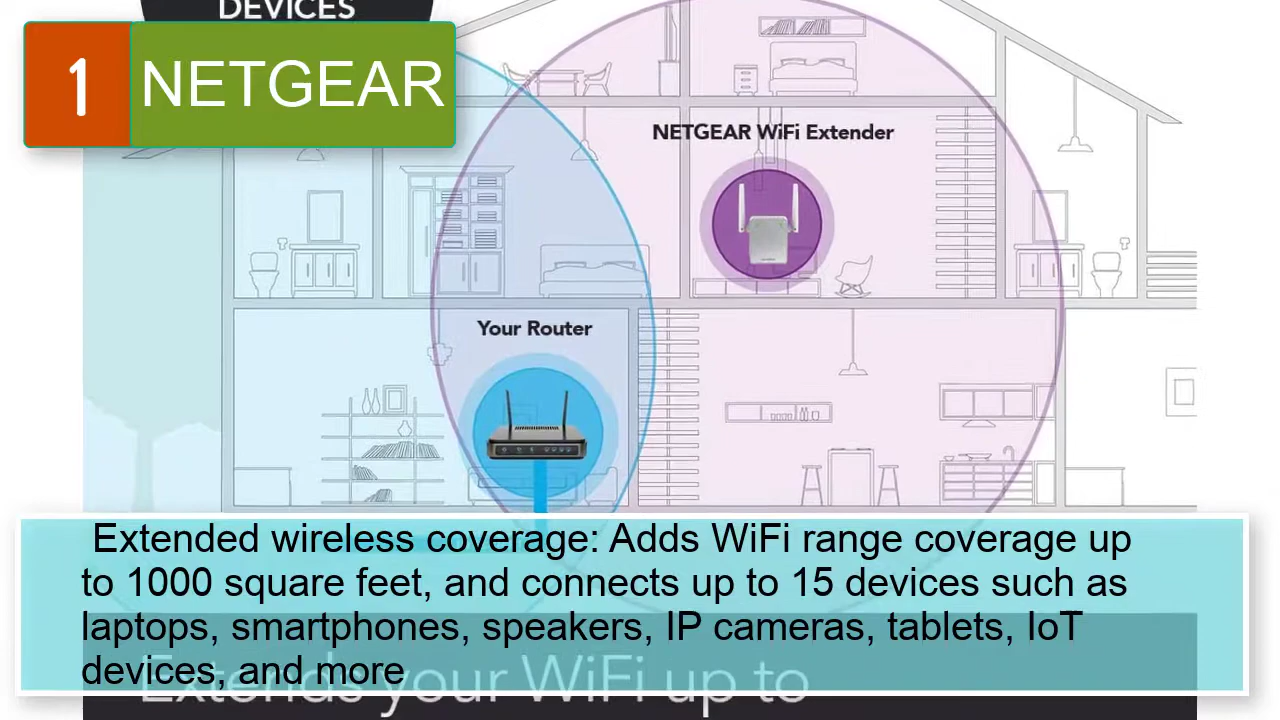 DEVICES
1 NETGEAR
NETGEAR WiFi Extender
Your Router
Extended wireless coverage: Adds WiFi range coverage up
to 1000 square feet, and connects up to 15 devices such as
laptops, smartphones, speakers, IP cameras, tablets, IoT
devices, and more
Extends your WiFi up to